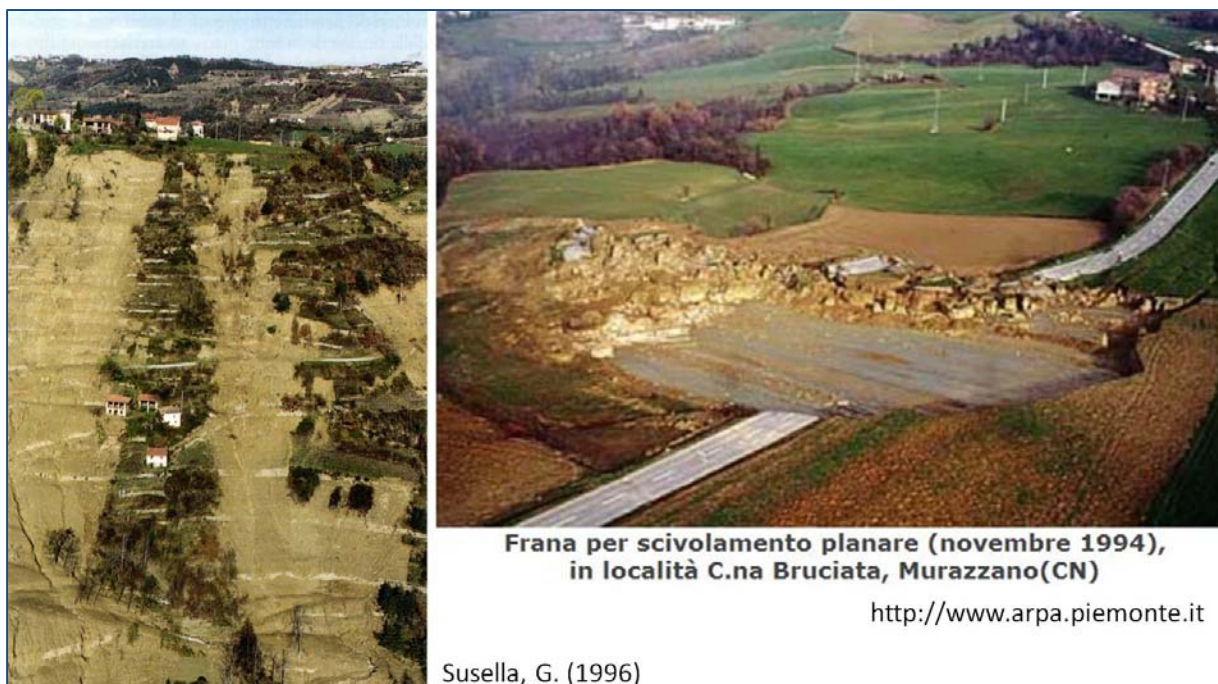 Frana per scivolamento planare (novembre 1994),
in località C.na Bruciata, Murazzano(CN)
http://www.arpa.piemonte.it
Susella, G. (1996)